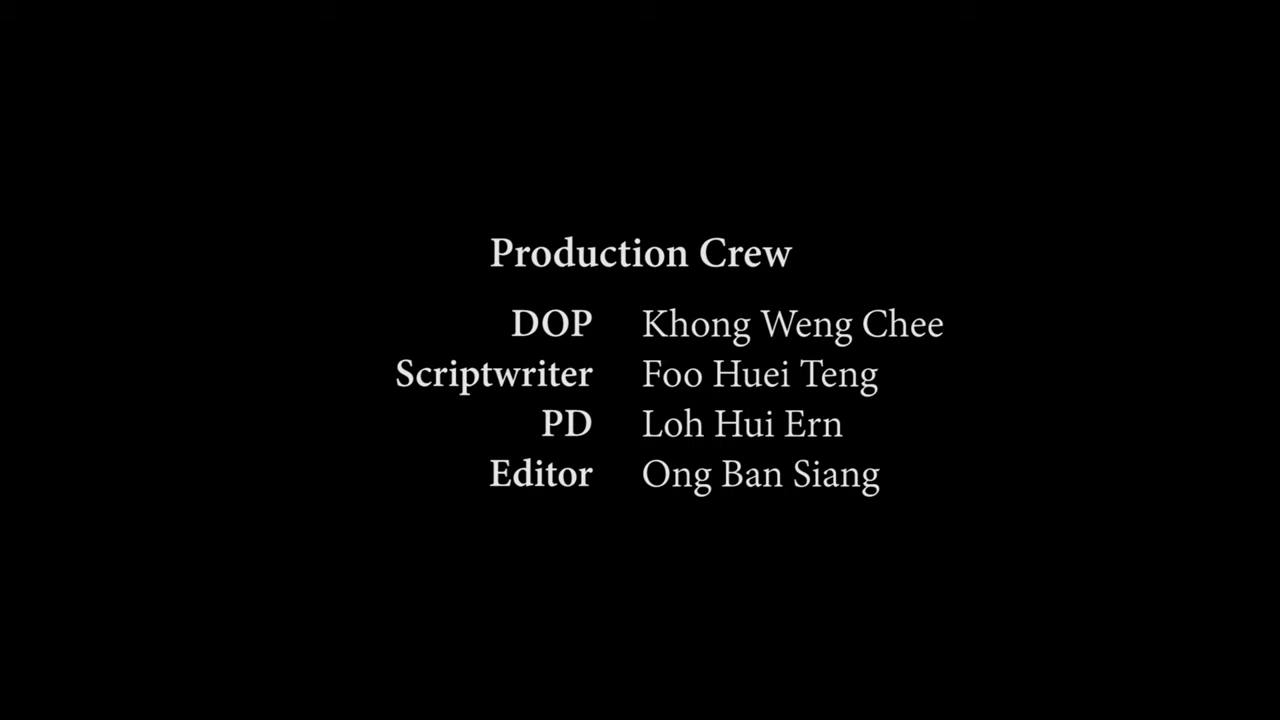 Production Crew
DOP Khong Weng Chee
Scriptwriter Foo Huei Teng
PD Loh Hui Ern
Editor Ong Ban Siang